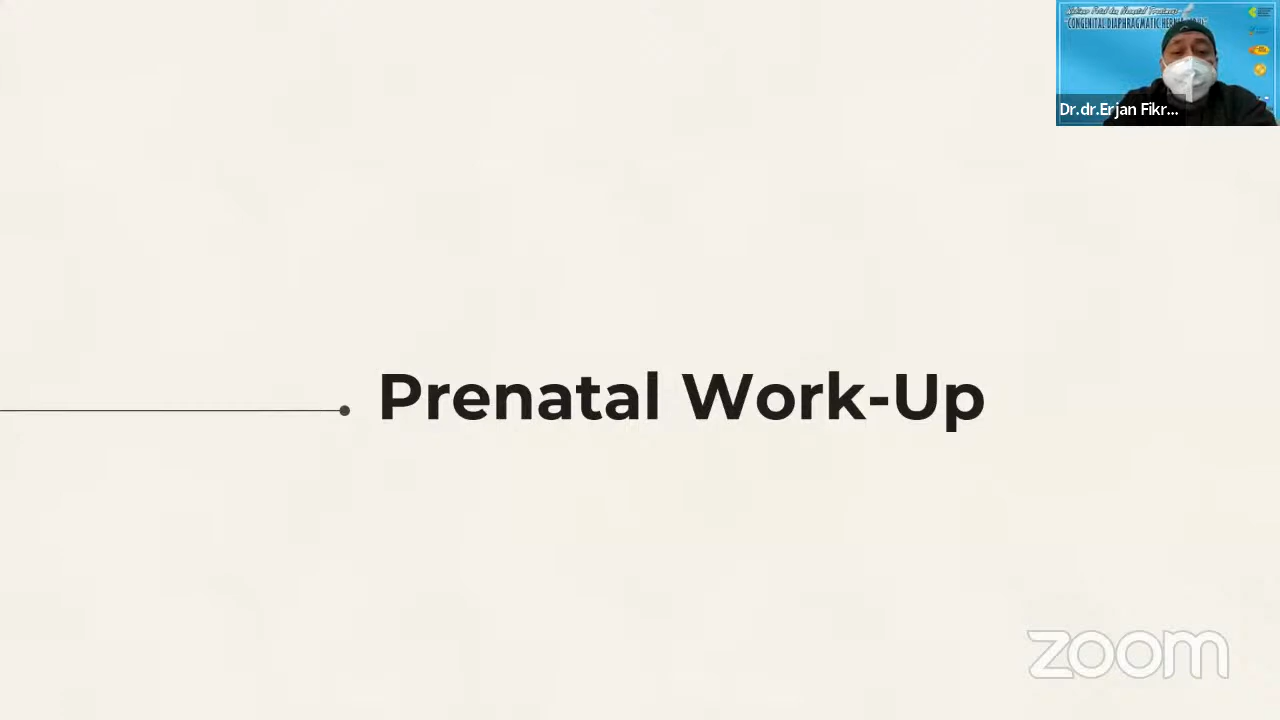 "CONGENITAL DIAPHRAGMATIC
Dr.dr.Erjan Fikr...
Prenatal Work-Up
zoom